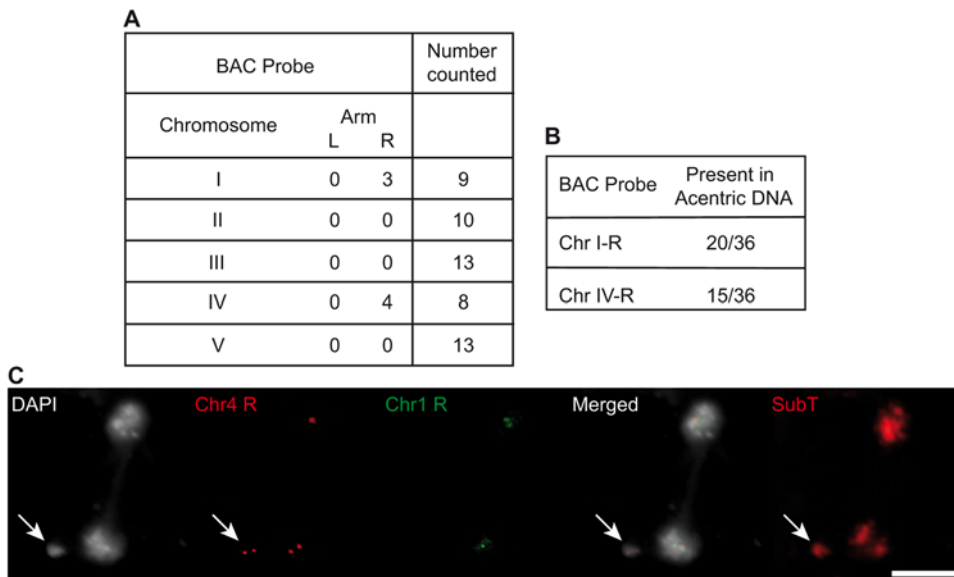 A
BAC Probe
Number
counted
Chromosome
Arm
L R
I 0 3 9
II 0 0 10
III 0 0 13
IV 0 4 8
V 0 0 13
B
BAC Probe
Present in
Acentric DNA
Chr I-R 20/36
Chr IV-R 15/36
C
DAPI Chr4 R Chr1 R Merged SubT